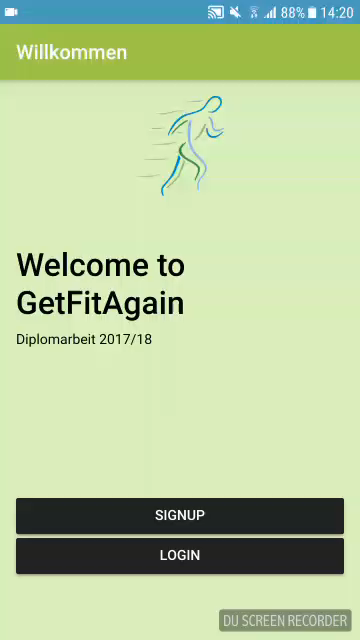 88% 14:20
Willkommen
Welcome to
GetFitAgain
Diplomarbeit 2017/18
SIGNUP
LOGIN
DU SCREEN RECORDER